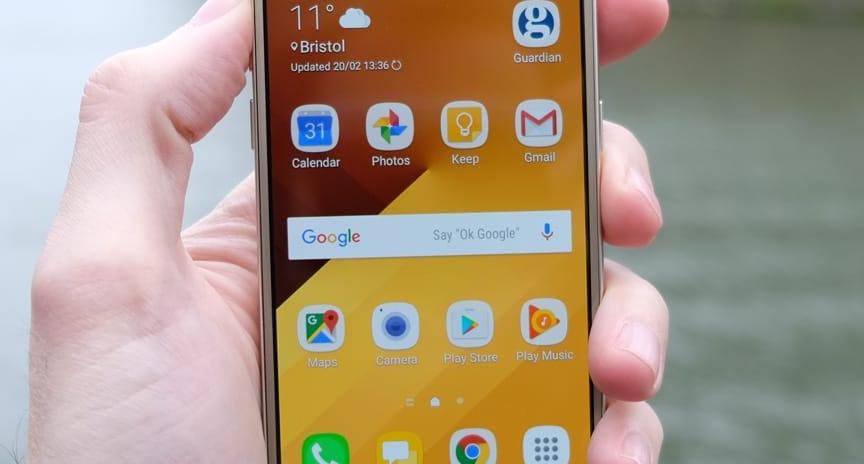 11°
Bristol
Updated 20/02 13:36
g
Guardian
31
Calendar
Photos
Keep
Gmail
Google
Say "Ok Google"
G
Maps
Camera
Play Store
Play Music